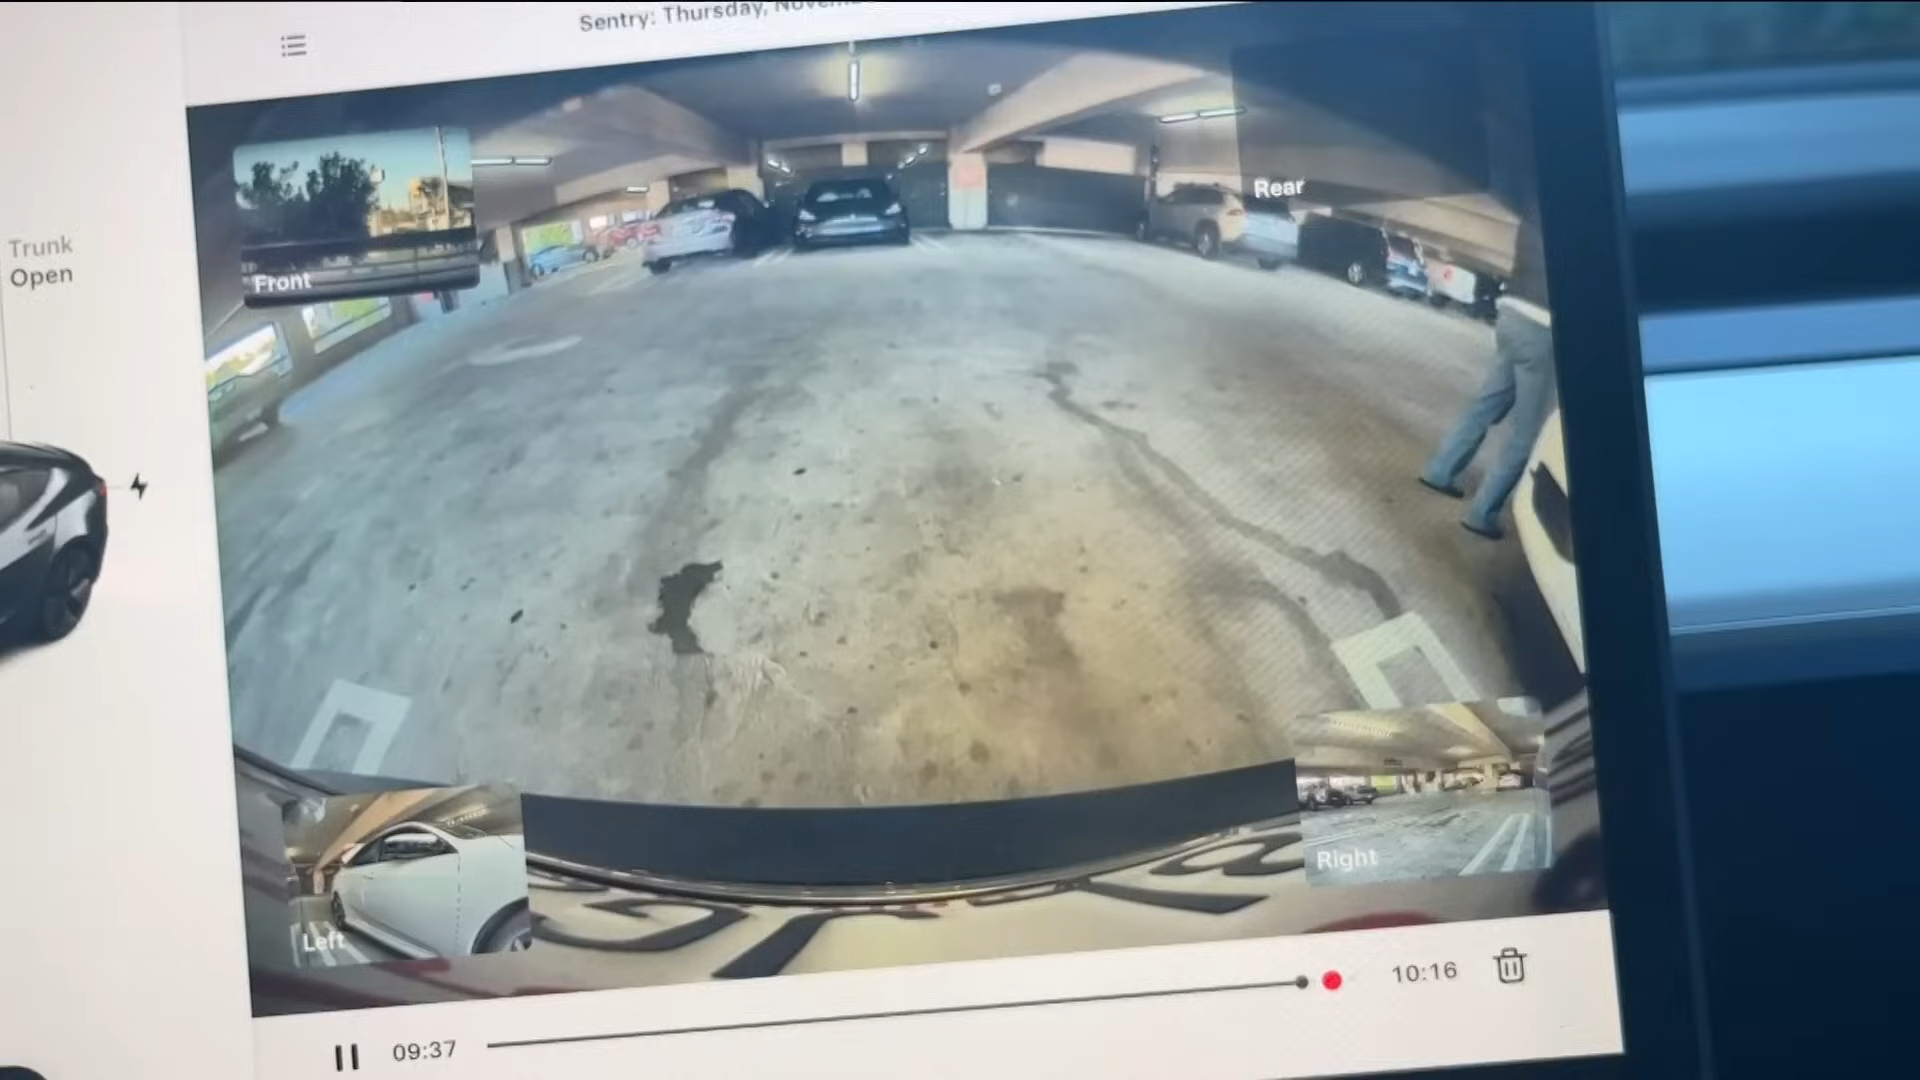 Sentry: Thursday,
Rear
Trunk
Open
Front
Right
Left
10:16
09:37